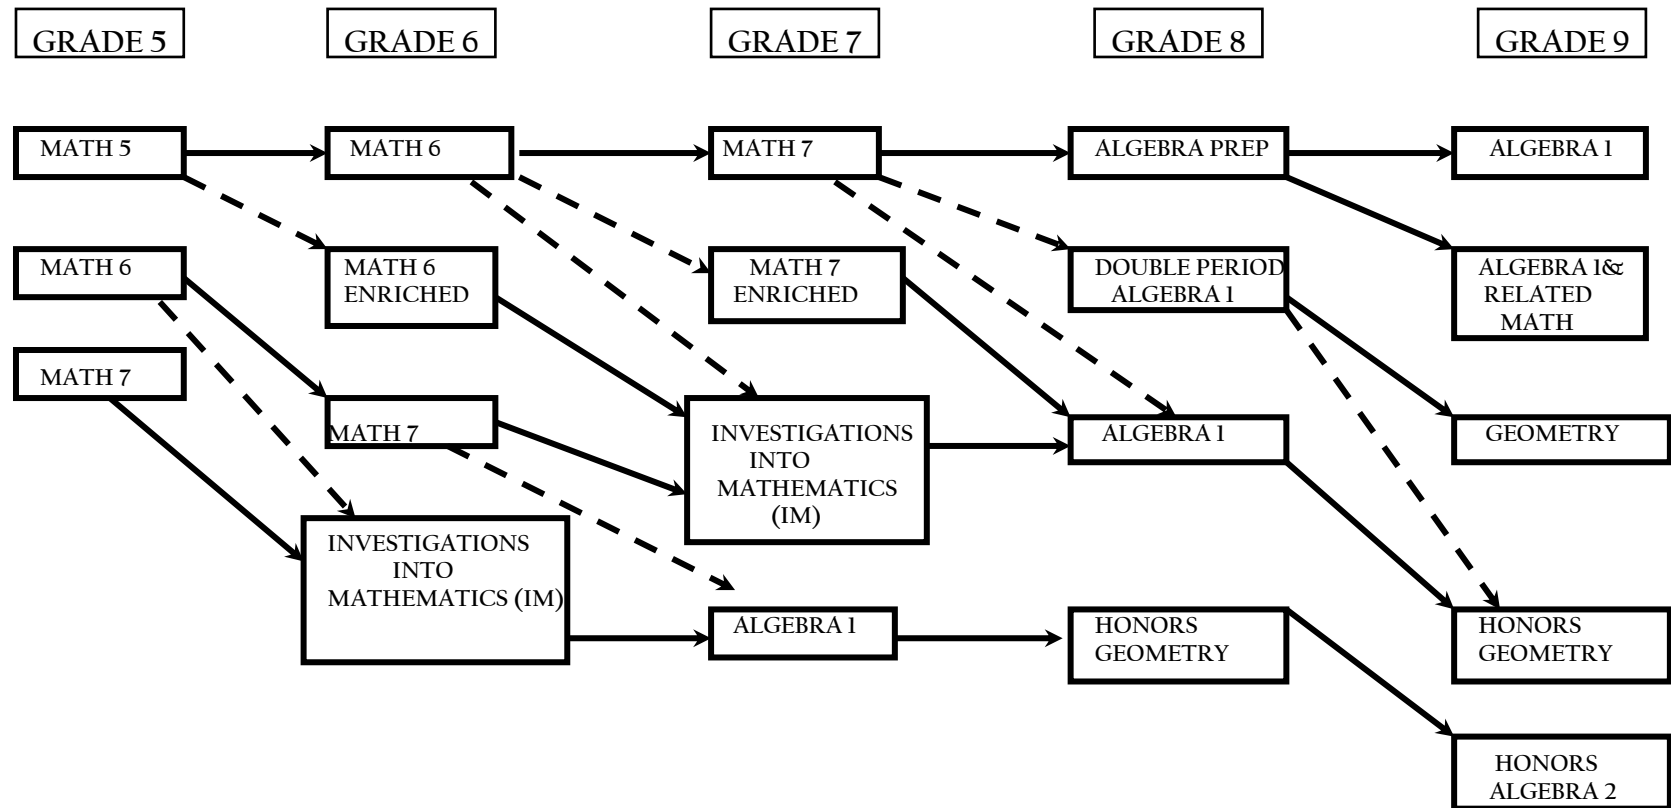 GRADE 5
GRADE 6
GRADE 7
GRADE 8
GRADE 9
MATH 5
MATH 6
MATH 7
ALGEBRA PREP
ALGEBRA 1
MATH 6
MATH 6
ENRICHED
MATH 7
ENRICHED
DOUBLE PERIOD
ALGEBRA 1
ALGEBRA 1&
RELATED
MATH
MATH 7
MATH 7
INVESTIGATIONS
INTO
MATHEMATICS
(IM)
ALGEBRA 1
GEOMETRY
INVESTIGATIONS
INTO
MATHEMATICS (IM)
ALGEBRA 1
HONORS
GEOMETRY
HONORS
GEOMETRY
HONORS
ALGEBRA 2